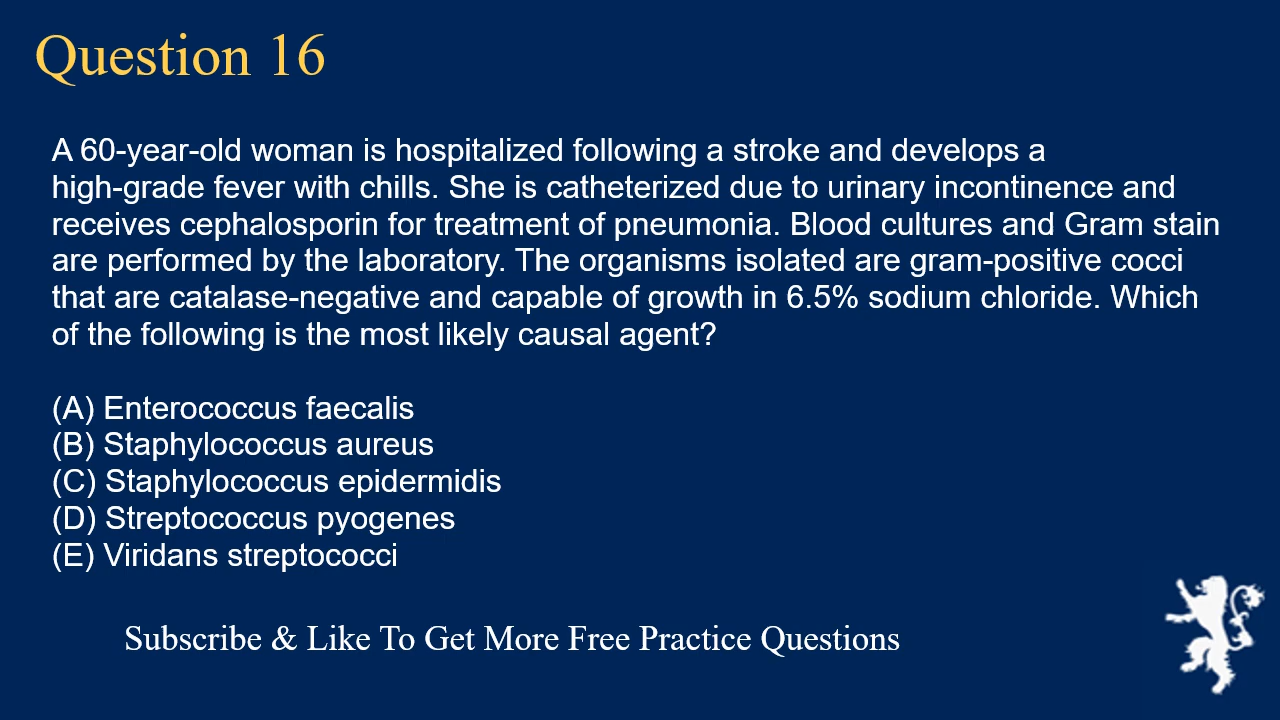 Question 16
A 60-year-old woman is hospitalized following a stroke and develops a
high-grade fever with chills. She is catheterized due to urinary incontinence and
receives cephalosporin for treatment of pneumonia. Blood cultures and Gram stain
are performed by the laboratory. The organisms isolated are gram-positive cocci
that are catalase-negative and capable of growth in 6.5% sodium chloride. Which
of the following is the most likely causal agent?
(A) Enterococcus faecalis
(B) Staphylococcus aureus
(C) Staphylococcus epidermidis
(D) Streptococcus pyogenes
(E) Viridans streptococci
Subscribe & Like To Get More Free Practice Questions